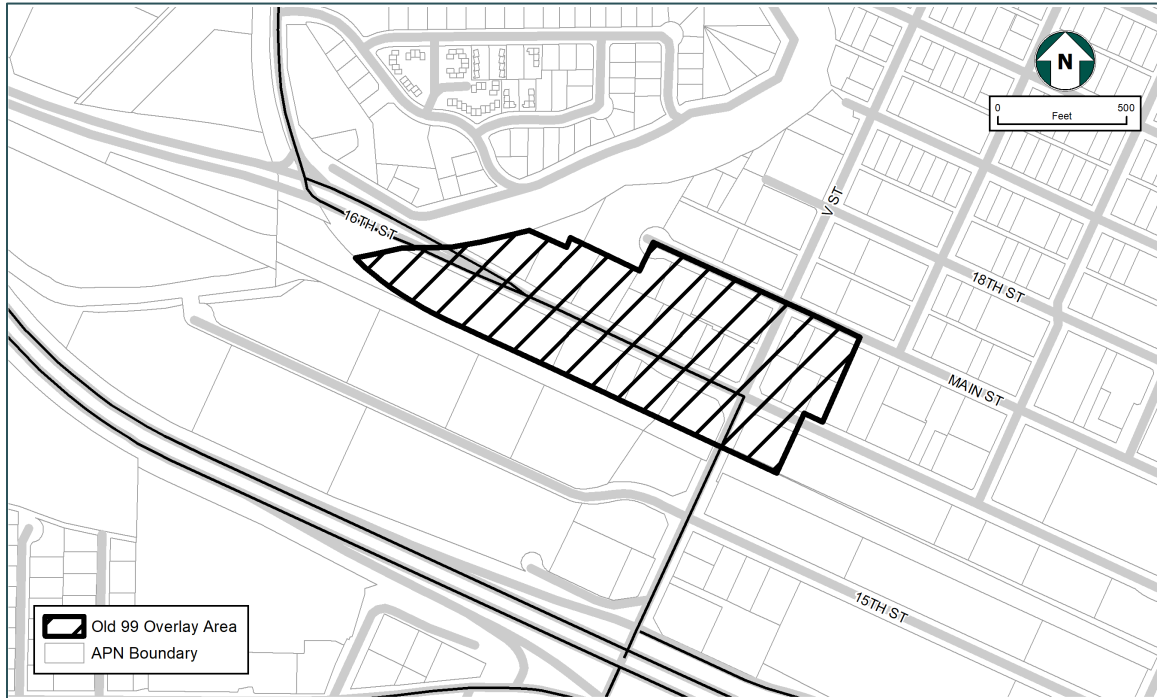 N
0 500
Feet
V ST
16TH ST
18TH ST
MAIN ST
15TH ST
Old 99 Overlay Area
APN Boundary